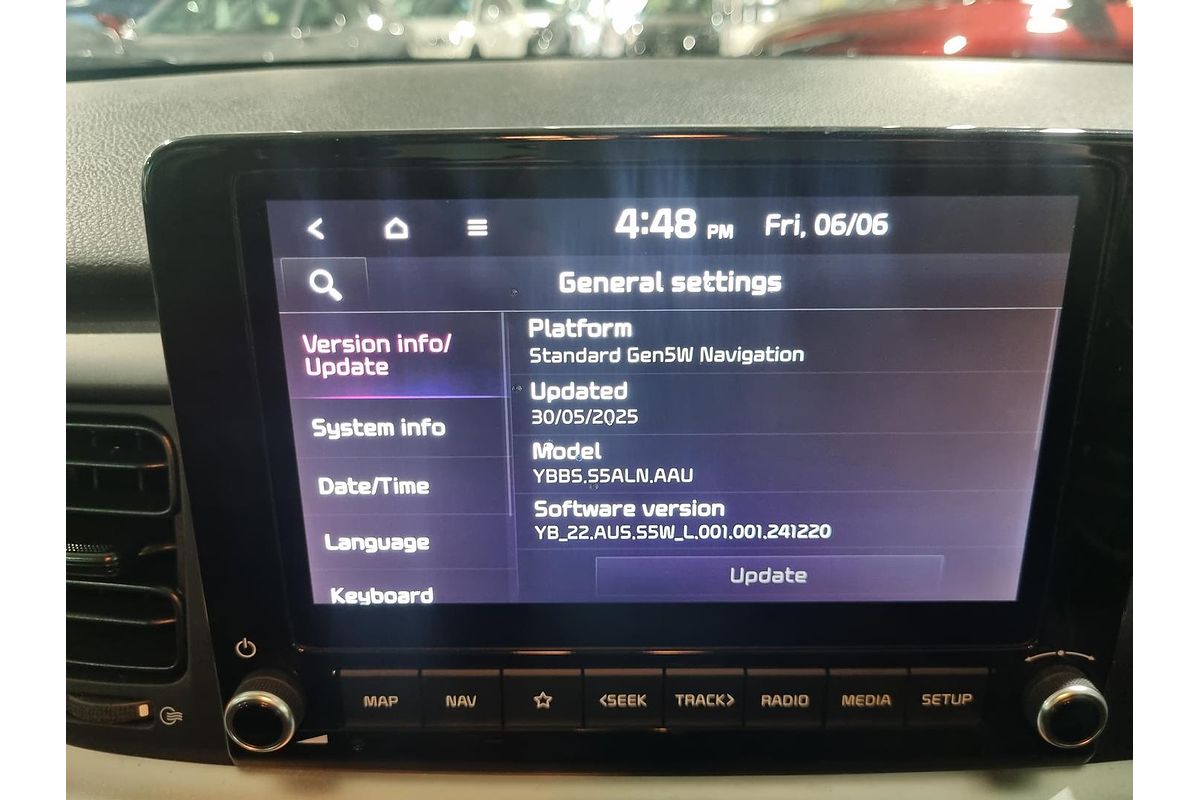 4:48 PM Fri, 06/06
General settings
Version info/
Update
System info
Date/Time
Language
Keyboard
Platform
Standard Gen5W Navigation
Updated
30/05/2025
Model
YBBS.S5ALN.AAU
Software version
YB_22.AUS.S5W_L.001.001.241220
Update
MAP NAV <SEEK TRACK> RADIO MEDIA SETUP